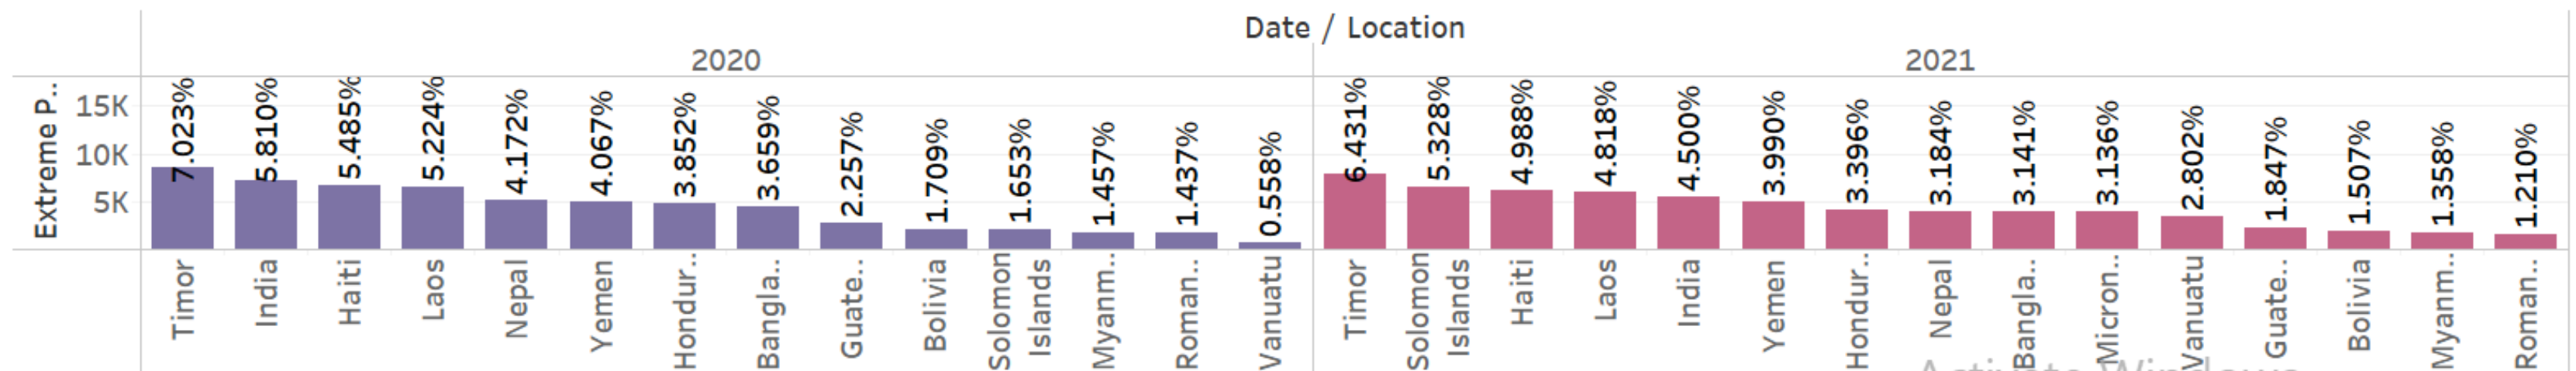 Date / Location
2020
2021
Extreme P..
15K
10K
5K
7.023%
5.810%
5.485%
5.224%
4.172%
4.067%
3.852%
3.659%
2.257%
1.709%
1.653%
1.457%
1.437%
0.558%
6.431%
5.328%
4.988%
4.818%
4.500%
3.990%
3.396%
3.184%
3.141%
3.136%
2.802%
1.847%
1.507%
1.358%
1.210%
Timor
India
Haiti
Laos
Nepal
Yemen
Hondur..
Bangla..
Guate..
Bolivia
Solomon
Islands
Myanm..
Roman..
Vanuatu
Timor
Solomon
Islands
Haiti
Laos
India
Yemen
Hondur..
Nepal
Bangla..
Micron..
Vanuatu
Guate..
Bolivia
Myanm..
Roman..